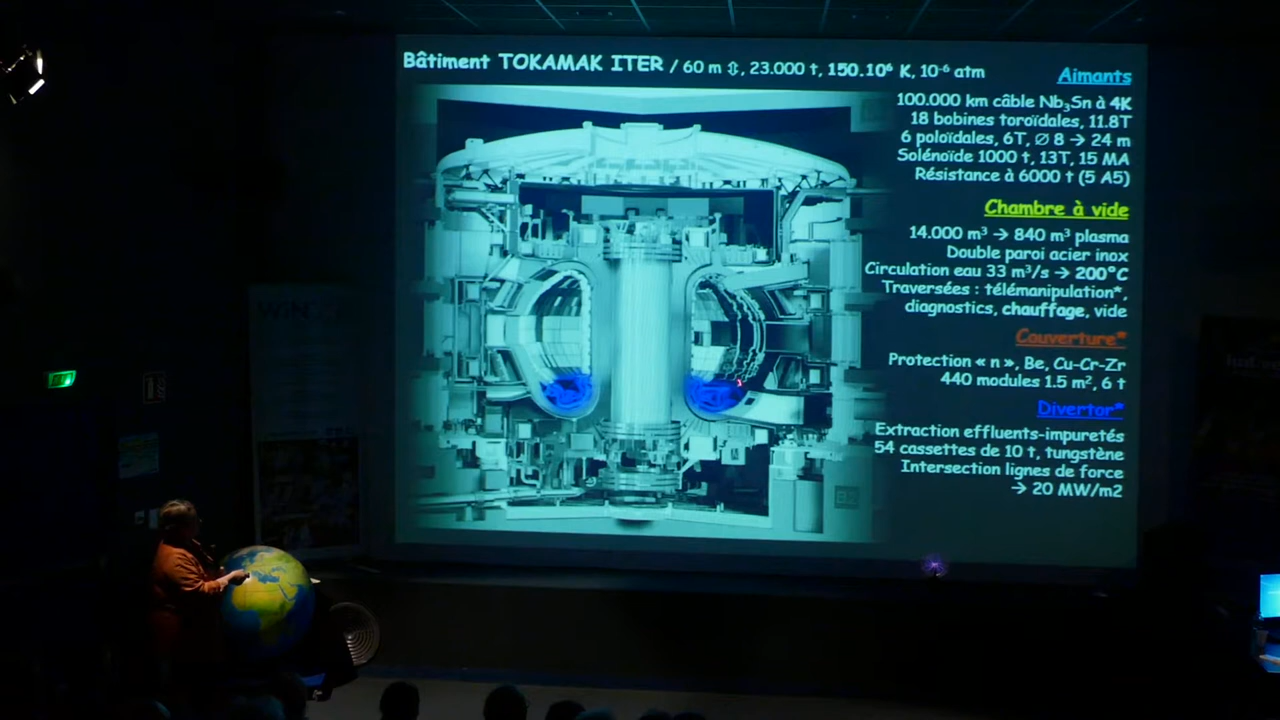 Bâtiment TOKAMAK ITER / 60 m ⇕, 23.000 t, 150.10⁶ K, 10⁻⁶ atm
Aimants
100.000 km câble Nb₃Sn à 4K
18 bobines toroïdales, 11.8T
6 poloïdales, 6T, ∅ 8 → 24 m
Solénoïde 1000 t, 13T, 15 MA
Résistance à 6000 t (5 A5)
Chambre à vide
14.000 m³ → 840 m³ plasma
Double paroi acier inox
Circulation eau 33 m³/s → 200°C
Traversées : télémanipulation*,
diagnostics, chauffage, vide
Couverture*
Protection « n », Be, Cu-Cr-Zr
440 modules 1.5 m², 6 t
Divertor*
Extraction effluents-impuretés
54 cassettes de 10 t, tungstène
Intersection lignes de force
→ 20 MW/m2